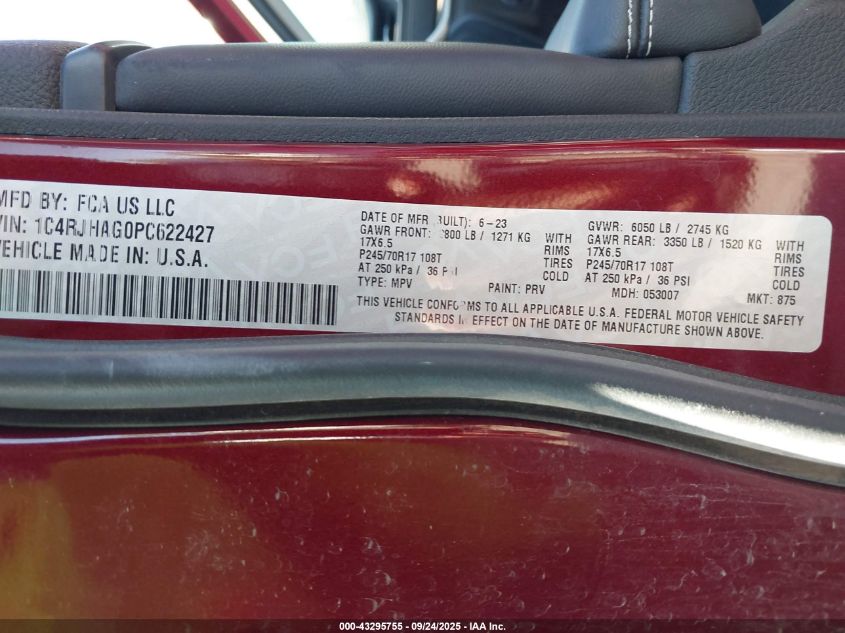 MFD BY: FCA US LLC
VIN: 1C4RJHAG0PC622427
VEHICLE MADE IN: U.S.A.
DATE OF MFR (BUILT): 6-23
GAWR FRONT: 800 LB / 1271 KG WITH
17X6.5 RIMS
P245/70R17 108T TIRES
AT 250 kPa / 36 PSI COLD
TYPE: MPV PAINT: PRV
GVWR: 6050 LB / 2745 KG
GAWR REAR: 3350 LB / 1520 KG WITH
17X6.5 RIMS
P245/70R17 108T TIRES
AT 250 kPa / 36 PSI COLD
MDH: 053007 MKT: 875
THIS VEHICLE CONFORMS TO ALL APPLICABLE U.S.A. FEDERAL MOTOR VEHICLE SAFETY
STANDARDS IN EFFECT ON THE DATE OF MANUFACTURE SHOWN ABOVE.
000-43295755 - 09/24/2025 - IAA Inc.